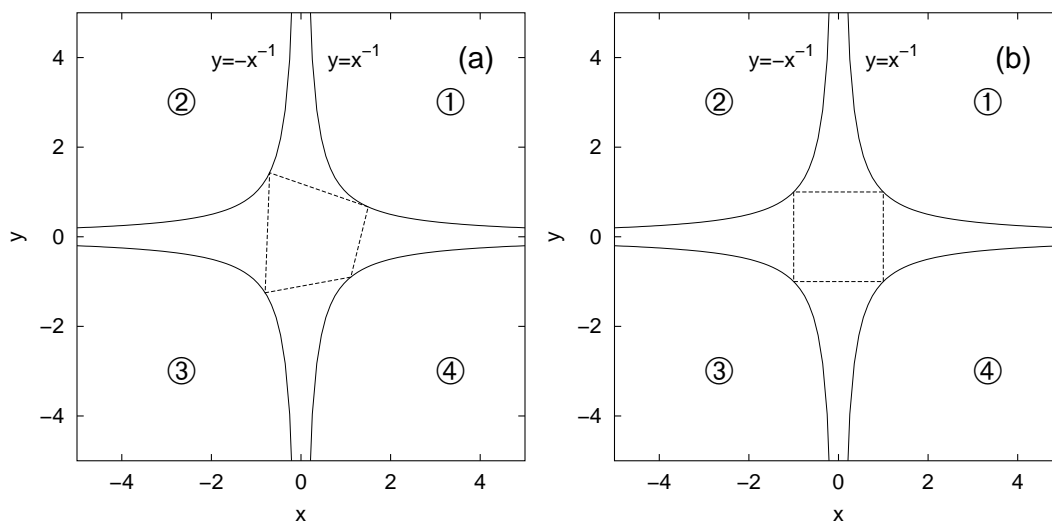 y=−x⁻¹ y=x⁻¹ (a)
② ①
③ ④
4
2
0
−2
−4
y
−4 −2 0 2 4
x
y=−x⁻¹ y=x⁻¹ (b)
② ①
③ ④
4
2
0
−2
−4
y
−4 −2 0 2 4
x